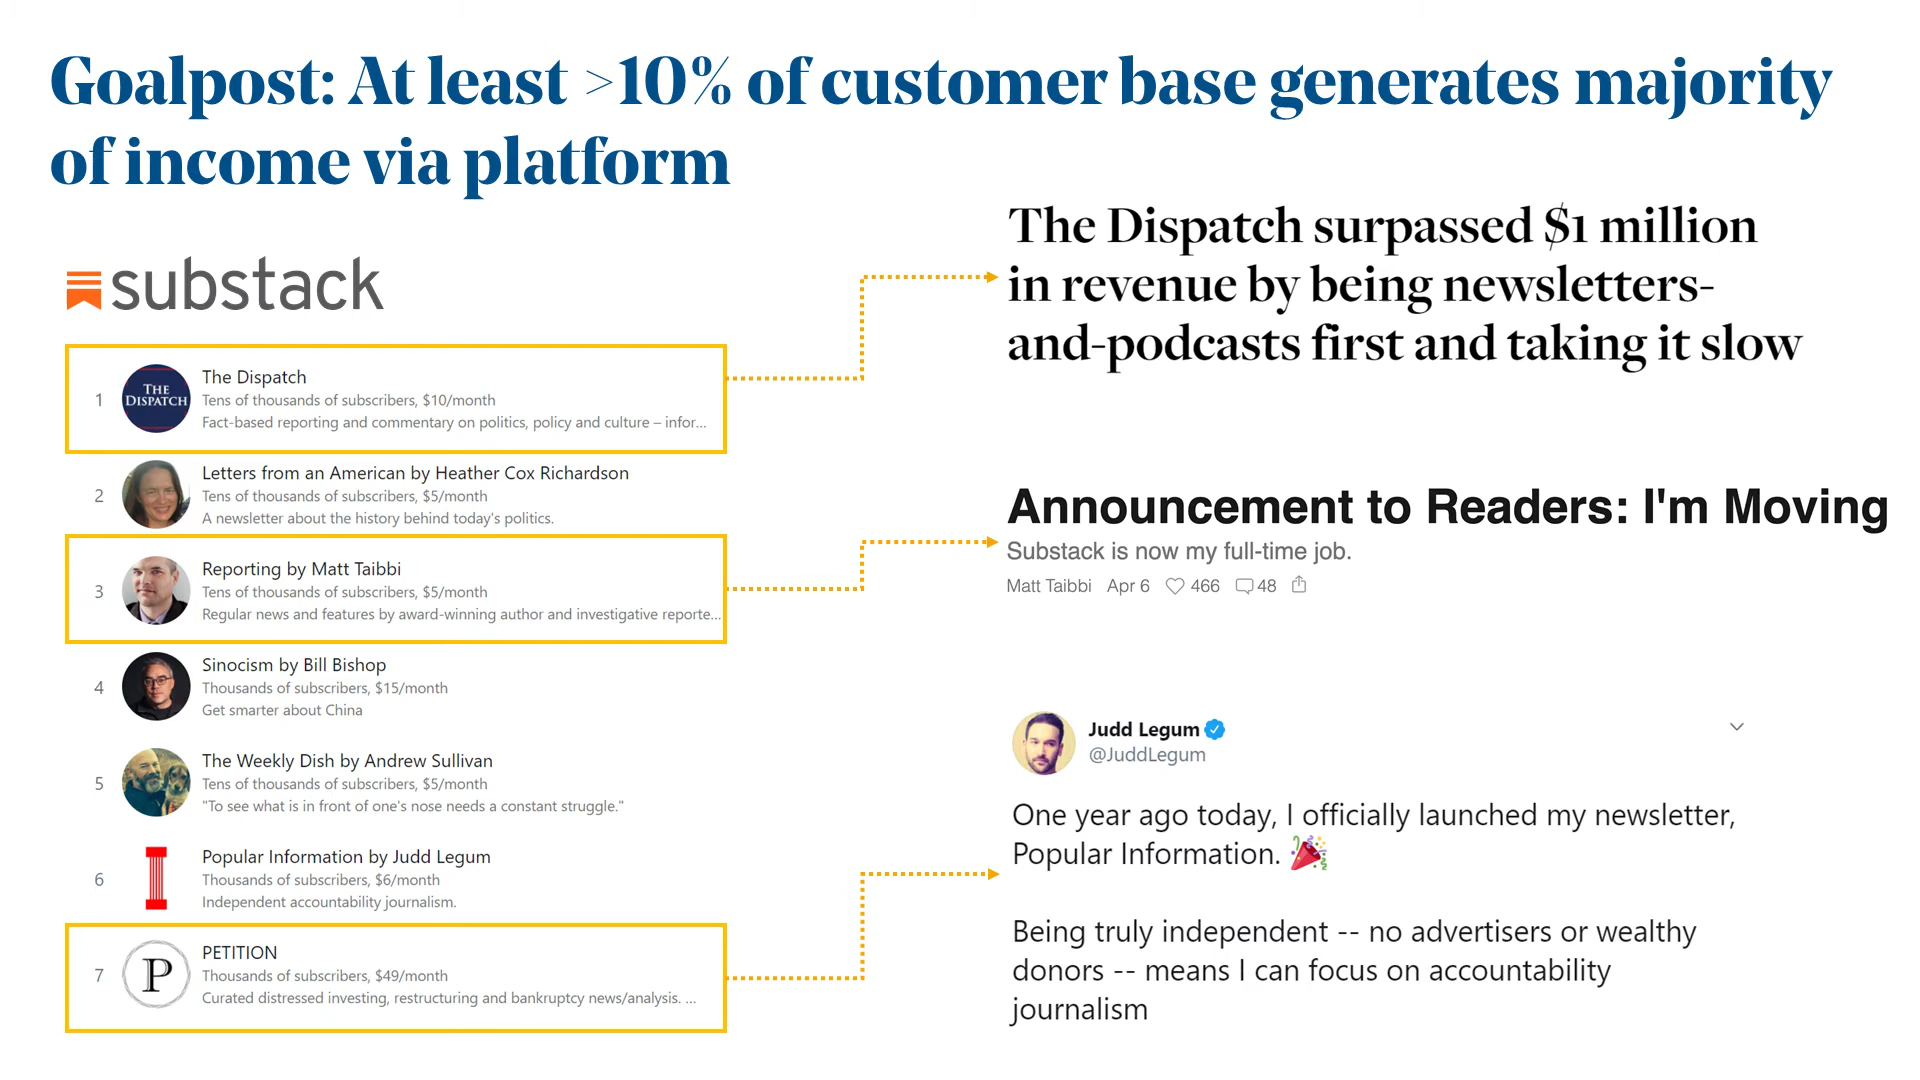 Goalpost: At least >10% of customer base generates majority
of income via platform
substack
1
THE
DISPATCH
The Dispatch
Tens of thousands of subscribers, $10/month
Fact-based reporting and commentary on politics, policy and culture – infor...
2
Letters from an American by Heather Cox Richardson
Tens of thousands of subscribers, $5/month
A newsletter about the history behind today's politics.
3
Reporting by Matt Taibbi
Tens of thousands of subscribers, $5/month
Regular news and features by award-winning author and investigative reporte...
4
Sinocism by Bill Bishop
Thousands of subscribers, $15/month
Get smarter about China
5
The Weekly Dish by Andrew Sullivan
Tens of thousands of subscribers, $5/month
"To see what is in front of one's nose needs a constant struggle."
6
Popular Information by Judd Legum
Thousands of subscribers, $6/month
Independent accountability journalism.
7
P
PETITION
Thousands of subscribers, $49/month
Curated distressed investing, restructuring and bankruptcy news/analysis. ...
The Dispatch surpassed $1 million
in revenue by being newsletters-
and-podcasts first and taking it slow
Announcement to Readers: I'm Moving
Substack is now my full-time job.
Matt Taibbi Apr 6 466 48
Judd Legum
@JuddLegum
One year ago today, I officially launched my newsletter,
Popular Information. 🎉
Being truly independent -- no advertisers or wealthy
donors -- means I can focus on accountability
journalism